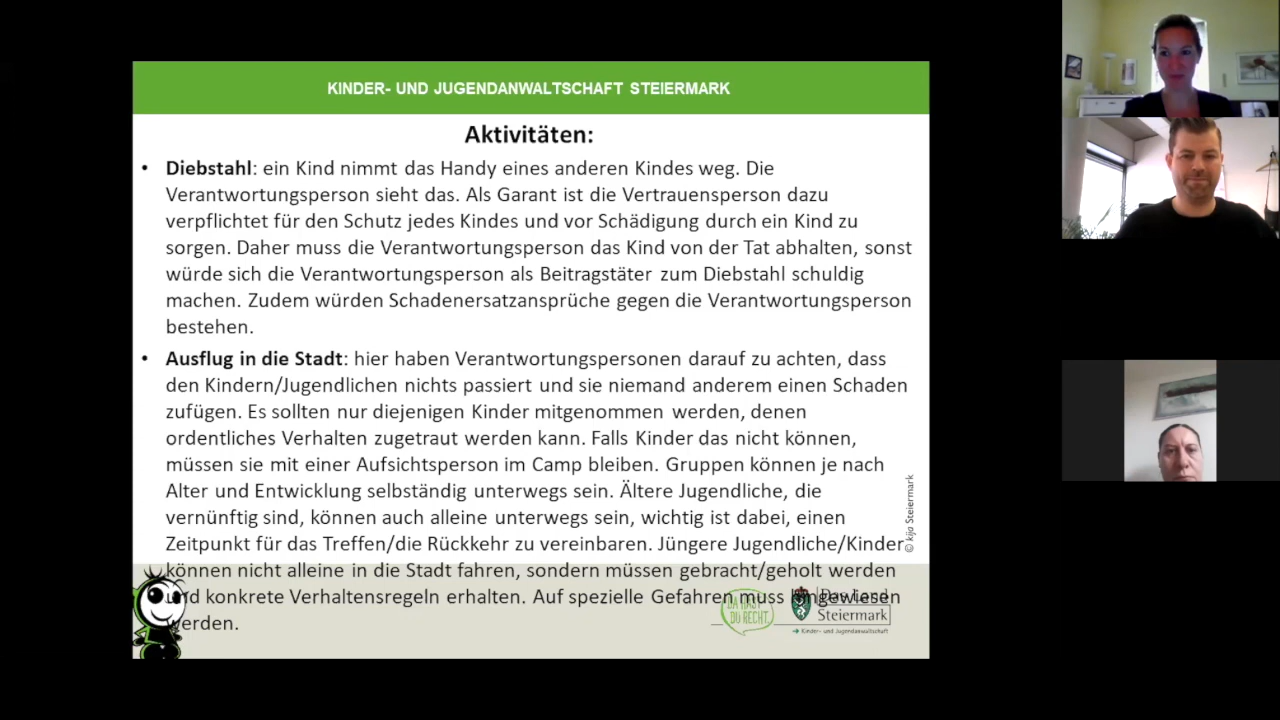 KINDER- UND JUGENDANWALTSCHAFT STEIERMARK
Aktivitäten:
• Diebstahl: ein Kind nimmt das Handy eines anderen Kindes weg. Die
Verantwortungsperson sieht das. Als Garant ist die Vertrauensperson dazu
verpflichtet für den Schutz jedes Kindes und vor Schädigung durch ein Kind zu
sorgen. Daher muss die Verantwortungsperson das Kind von der Tat abhalten, sonst
würde sich die Verantwortungsperson als Beitragstäter zum Diebstahl schuldig
machen. Zudem würden Schadenersatzansprüche gegen die Verantwortungsperson
bestehen.
• Ausflug in die Stadt: hier haben Verantwortungspersonen darauf zu achten, dass
den Kindern/Jugendlichen nichts passiert und sie niemand anderem einen Schaden
zufügen. Es sollten nur diejenigen Kinder mitgenommen werden, denen
ordentliches Verhalten zugetraut werden kann. Falls Kinder das nicht können,
müssen sie mit einer Aufsichtsperson im Camp bleiben. Gruppen können je nach
Alter und Entwicklung selbständig unterwegs sein. Ältere Jugendliche, die
vernünftig sind, können auch alleine unterwegs sein, wichtig ist dabei, einen
Zeitpunkt für das Treffen/die Rückkehr zu vereinbaren. Jüngere Jugendliche/Kinder
können nicht alleine in die Stadt fahren, sondern müssen gebracht/geholt werden
und konkrete Verhaltensregeln erhalten. Auf spezielle Gefahren muss hingewiesen
werden.
© kija Steiermark
DA HAST
DU RECHT
Das Land
Steiermark
➔ Kinder- und Jugendanwaltschaft